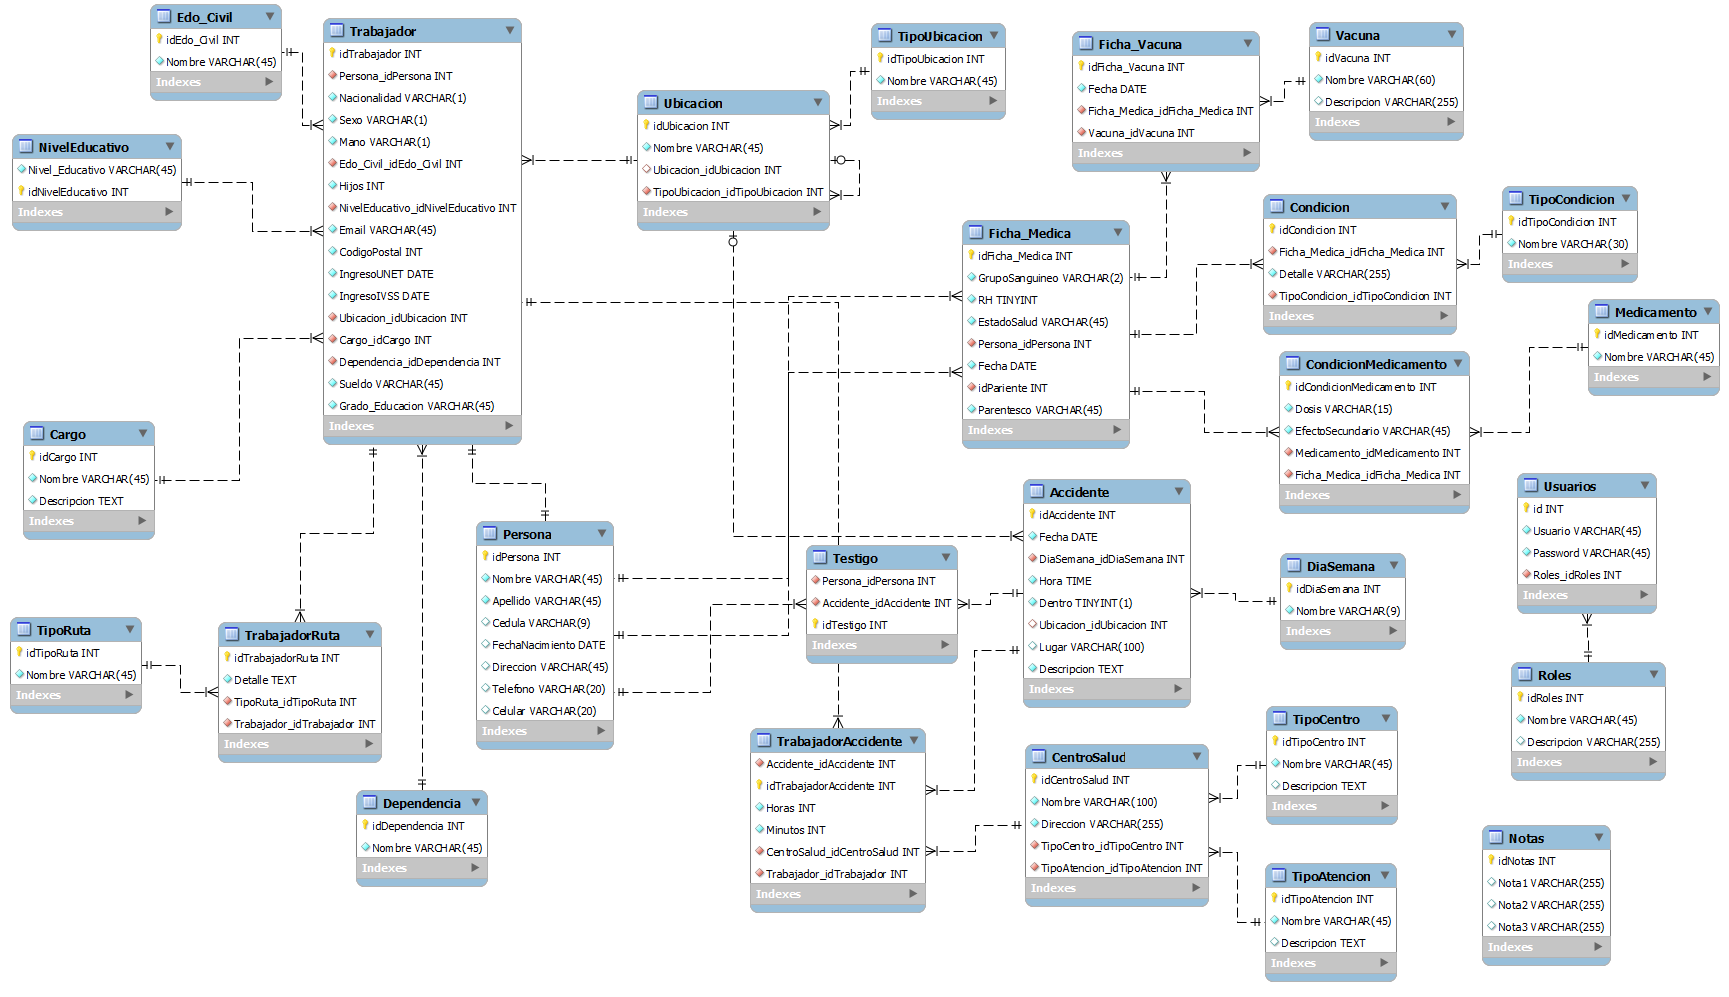 Edo_Civil
idEdo_Civil INT
Nombre VARCHAR(45)
Indexes
NivelEducativo
Nivel_Educativo VARCHAR(45)
idNivelEducativo INT
Indexes
Trabajador
idTrabajador INT
Persona_idPersona INT
Nacionalidad VARCHAR(1)
Sexo VARCHAR(1)
Mano VARCHAR(1)
Edo_Civil_idEdo_Civil INT
Hijos INT
NivelEducativo_idNivelEducativo INT
Email VARCHAR(45)
CodigoPostal INT
IngresoUNET DATE
IngresoIVSS DATE
Ubicacion_idUbicacion INT
Cargo_idCargo INT
Dependencia_idDependencia INT
Sueldo VARCHAR(45)
Grado_Educacion VARCHAR(45)
Indexes
Ubicacion
idUbicacion INT
Nombre VARCHAR(45)
Ubicacion_idUbicacion INT
TipoUbicacion_idTipoUbicacion INT
Indexes
TipoUbicacion
idTipoUbicacion INT
Nombre VARCHAR(45)
Indexes
Ficha_Vacuna
idFicha_Vacuna INT
Fecha DATE
Ficha_Medica_idFicha_Medica INT
Vacuna_idVacuna INT
Indexes
Vacuna
idVacuna INT
Nombre VARCHAR(60)
Descripcion VARCHAR(255)
Indexes
Ficha_Medica
idFicha_Medica INT
GrupoSanguineo VARCHAR(2)
RH TINYINT
EstadoSalud VARCHAR(45)
Persona_idPersona INT
Fecha DATE
idPariente INT
Parentesco VARCHAR(45)
Indexes
Condicion
idCondicion INT
Ficha_Medica_idFicha_Medica INT
Detalle VARCHAR(255)
TipoCondicion_idTipoCondicion INT
Indexes
TipoCondicion
idTipoCondicion INT
Nombre VARCHAR(30)
Indexes
Medicamento
idMedicamento INT
Nombre VARCHAR(45)
Indexes
CondicionMedicamento
idCondicionMedicamento INT
Dosis VARCHAR(15)
EfectoSecundario VARCHAR(45)
Medicamento_idMedicamento INT
Ficha_Medica_idFicha_Medica INT
Indexes
Cargo
idCargo INT
Nombre VARCHAR(45)
Descripcion TEXT
Indexes
Persona
idPersona INT
Nombre VARCHAR(45)
Apellido VARCHAR(45)
Cedula VARCHAR(9)
FechaNacimiento DATE
Direccion VARCHAR(45)
Telefono VARCHAR(20)
Celular VARCHAR(20)
Indexes
Testigo
Persona_idPersona INT
Accidente_idAccidente INT
idTestigo INT
Indexes
Accidente
idAccidente INT
Fecha DATE
DiaSemana_idDiaSemana INT
Hora TIME
Dentro TINYINT(1)
Ubicacion_idUbicacion INT
Lugar VARCHAR(100)
Descripcion TEXT
Indexes
DiaSemana
idDiaSemana INT
Nombre VARCHAR(9)
Indexes
Usuarios
id INT
Usuario VARCHAR(45)
Password VARCHAR(45)
Roles_idRoles INT
Indexes
Roles
idRoles INT
Nombre VARCHAR(45)
Descripcion VARCHAR(255)
Indexes
TipoRuta
idTipoRuta INT
Nombre VARCHAR(45)
Indexes
TrabajadorRuta
idTrabajadorRuta INT
Detalle TEXT
TipoRuta_idTipoRuta INT
Trabajador_idTrabajador INT
Indexes
Dependencia
idDependencia INT
Nombre VARCHAR(45)
Indexes
TrabajadorAccidente
Accidente_idAccidente INT
idTrabajadorAccidente INT
Horas INT
Minutos INT
CentroSalud_idCentroSalud INT
Trabajador_idTrabajador INT
Indexes
CentroSalud
idCentroSalud INT
Nombre VARCHAR(100)
Direccion VARCHAR(255)
TipoCentro_idTipoCentro INT
TipoAtencion_idTipoAtencion INT
Indexes
TipoCentro
idTipoCentro INT
Nombre VARCHAR(45)
Descripcion TEXT
Indexes
TipoAtencion
idTipoAtencion INT
Nombre VARCHAR(45)
Descripcion TEXT
Indexes
Notas
idNotas INT
Nota1 VARCHAR(255)
Nota2 VARCHAR(255)
Nota3 VARCHAR(255)
Indexes